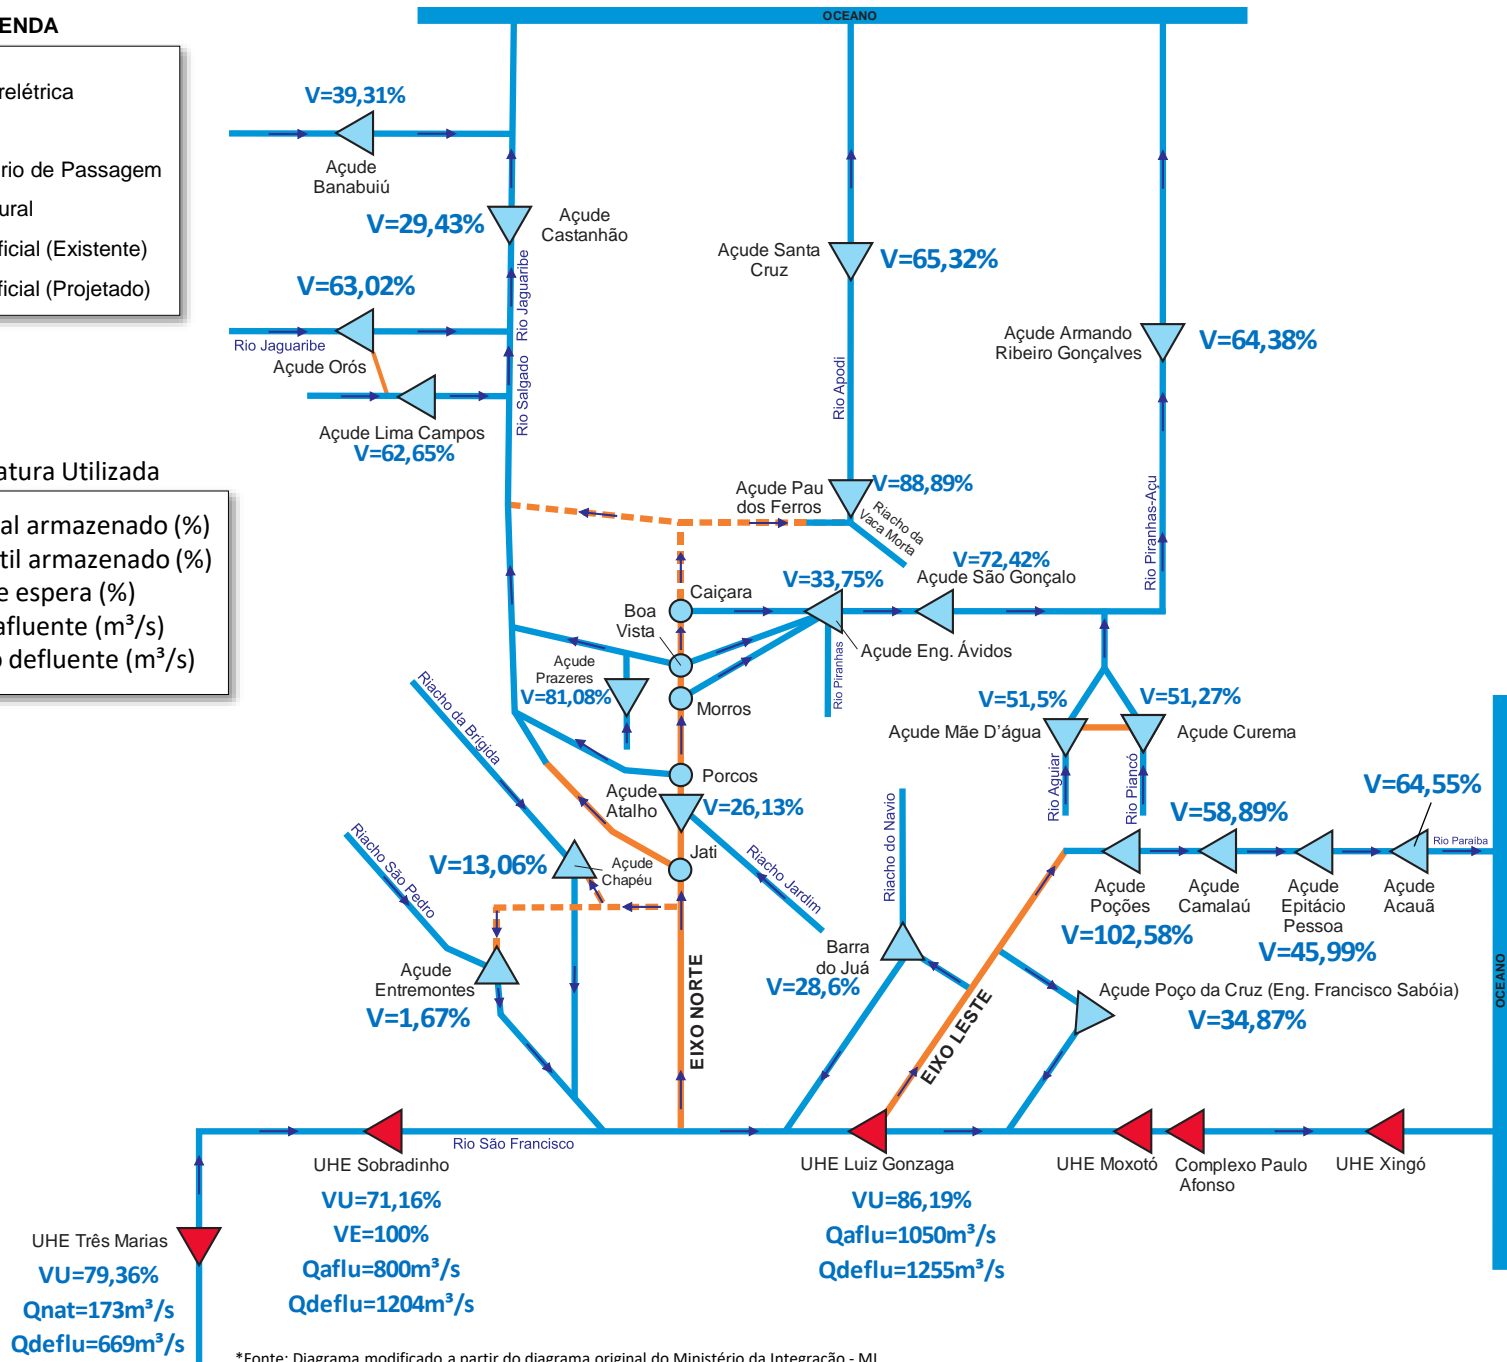 OCEANO
ENDA
relétrica
rio de Passagem
ural
ficial (Existente)
ficial (Projetado)
V=39,31%
Açude
Banabuiú
V=29,43%
Açude
Castanhão
V=63,02%
Rio Jaguaribe
Açude Orós
Rio Jaguaribe
Rio Salgado
Açude Lima Campos
V=62,65%
Açude Santa
Cruz
V=65,32%
Rio Apodi
Açude Armando
Ribeiro Gonçalves
V=64,38%
Rio Piranhas-Açu
atura Utilizada
al armazenado (%)
til armazenado (%)
e espera (%)
afluente (m³/s)
o defluente (m³/s)
Açude Pau
dos Ferros
V=88,89%
Riacho da
Vaca Morta
V=72,42%
Açude São Gonçalo
V=33,75%
Açude Eng. Ávidos
Rio Piranhas
Caiçara
Boa
Vista
Açude
Prazeres
V=81,08%
Morros
Porcos
Açude
Atalho
V=26,13%
Jati
Riacho Jardim
Riacho da Brígida
Riacho São Pedro
V=13,06%
Açude
Chapéu
Açude
Entremontes
V=1,67%
EIXO NORTE
V=51,5%
Açude Mãe D'água
V=51,27%
Açude Curema
Rio Aguiar
Rio Piancó
V=64,55%
V=58,89%
Rio Paraíba
Açude
Poções
V=102,58%
Açude
Camalaú
Açude
Epitácio
Pessoa
V=45,99%
Açude
Acauã
Riacho do Navio
Barra
do Juá
V=28,6%
EIXO LESTE
Açude Poço da Cruz (Eng. Francisco Sabóia)
V=34,87%
OCEANO
Rio São Francisco
UHE Sobradinho
VU=71,16%
VE=100%
Qaflu=800m³/s
Qdeflu=1204m³/s
UHE Luiz Gonzaga
VU=86,19%
Qaflu=1050m³/s
Qdeflu=1255m³/s
UHE Moxotó
Complexo Paulo
Afonso
UHE Xingó
UHE Três Marias
VU=79,36%
Qnat=173m³/s
Qdeflu=669m³/s
*Fonte: Diagrama modificado a partir do diagrama original do Ministério da Integração - MI